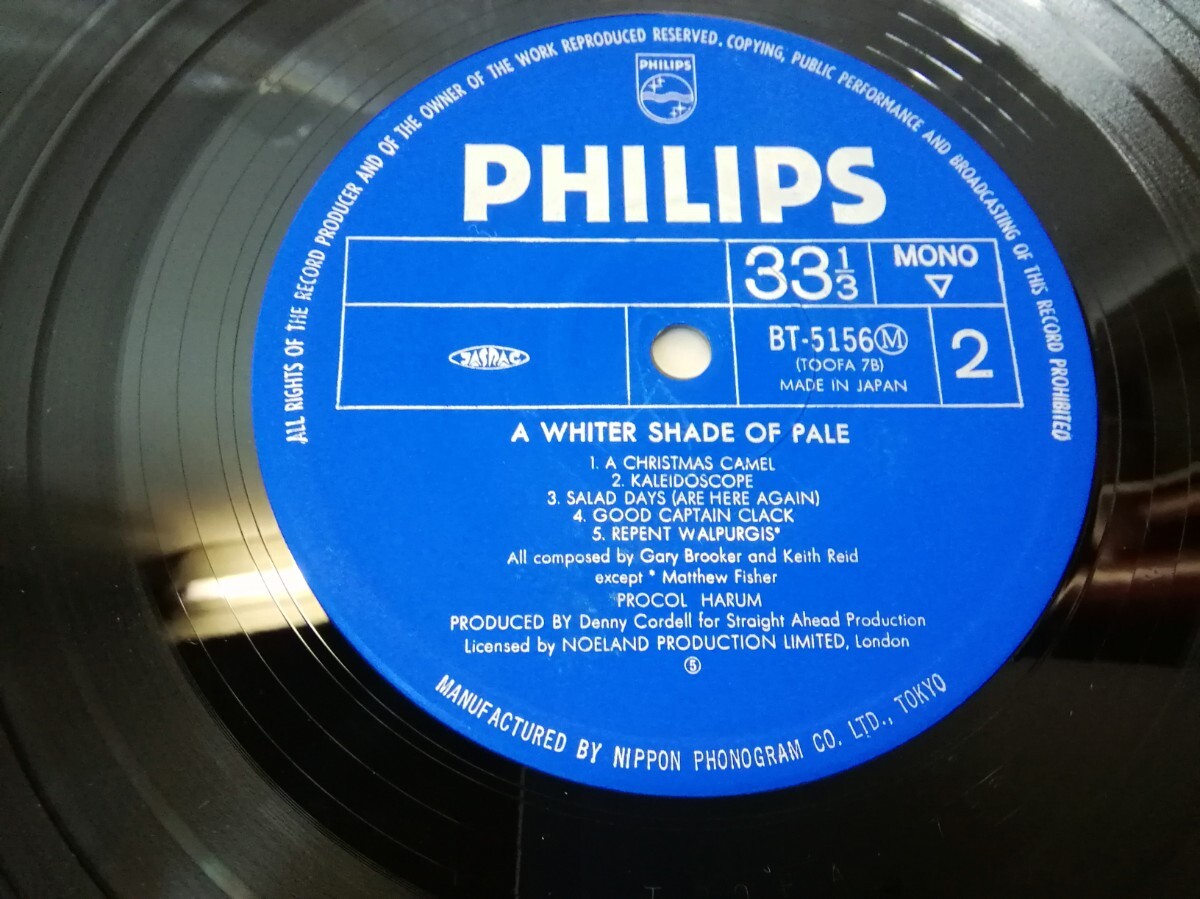 ALL RIGHTS OF THE RECORD PRODUCER AND OF THE OWNER OF THE WORK REPRODUCED RESERVED. COPYING, PUBLIC PERFORMANCE AND BROADCASTING OF THIS RECORD PROHIBITED
PHILIPS
PHILIPS
33 1/3
MONO
▽
JASRAC
BT-5156Ⓜ
(TOOFA 7B)
MADE IN JAPAN
2
A WHITER SHADE OF PALE
1. A CHRISTMAS CAMEL
2. KALEIDOSCOPE
3. SALAD DAYS (ARE HERE AGAIN)
4. GOOD CAPTAIN CLACK
5. REPENT WALPURGIS*
All composed by Gary Brooker and Keith Reid
except * Matthew Fisher
PROCOL HARUM
PRODUCED BY Denny Cordell for Straight Ahead Production
Licensed by NOELAND PRODUCTION LIMITED, London
⑤
MANUFACTURED BY NIPPON PHONOGRAM CO. LTD., TOKYO